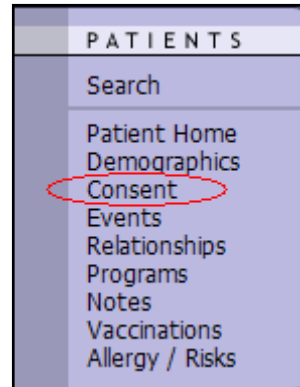 PATIENTS
Search
Patient Home
Demographics
Consent
Events
Relationships
Programs
Notes
Vaccinations
Allergy / Risks